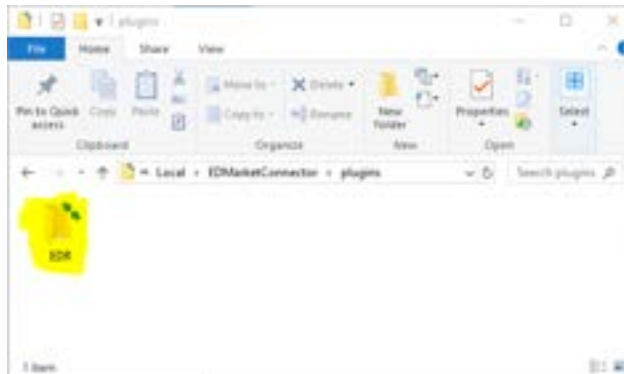 plugins
File Home Share View
Pin to Quick access
Copy
Paste
Move to
Copy to
Delete
Rename
New folder
Properties
Select
Clipboard
Organize
New
Open
Local › EDMarketConnector › plugins
Search plugins
EDR
1 item